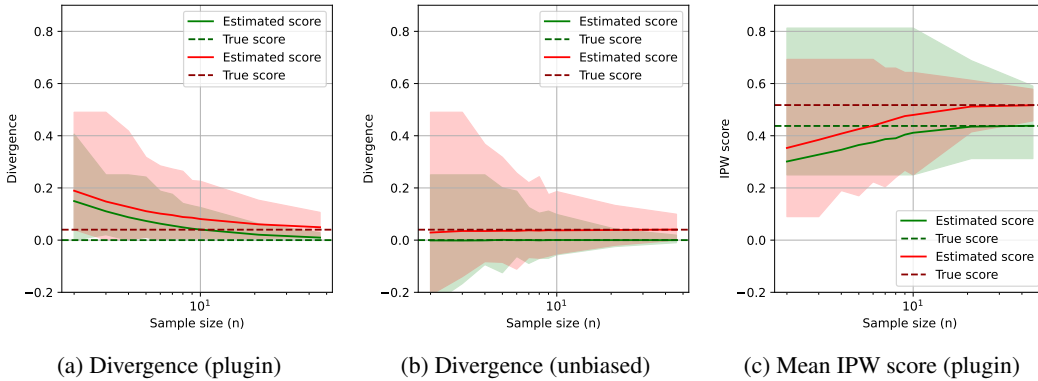 0.8
0.6
0.4
0.2
0.0
−0.2
Divergence
10¹
Sample size (n)
Estimated score
True score
Estimated score
True score
(a) Divergence (plugin)
0.8
0.6
0.4
0.2
0.0
−0.2
Divergence
10¹
Sample size (n)
Estimated score
True score
Estimated score
True score
(b) Divergence (unbiased)
0.8
0.6
0.4
0.2
0.0
−0.2
IPW score
10¹
Sample size (n)
Estimated score
True score
Estimated score
True score
(c) Mean IPW score (plugin)